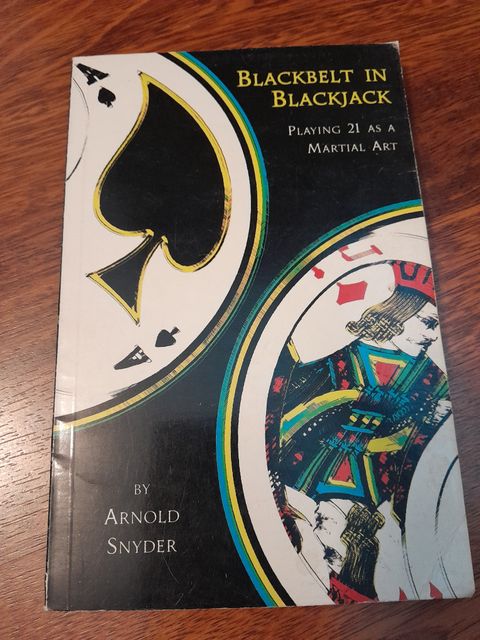 A
BLACKBELT IN
BLACKJACK
PLAYING 21 AS A
MARTIAL ART
A
J
BY
ARNOLD
SNYDER